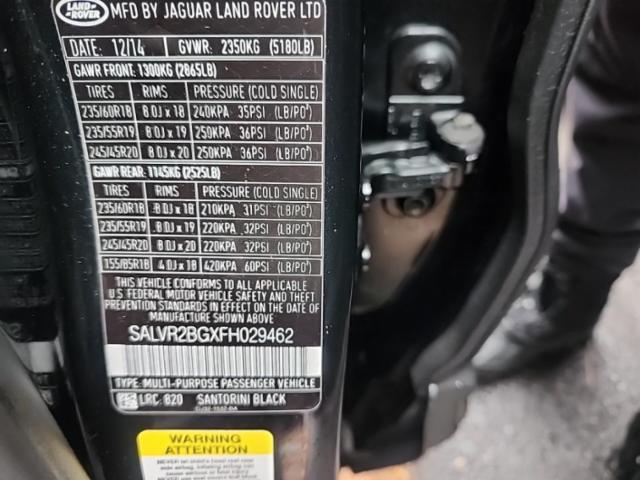 LAND ROVER MFD BY JAGUAR LAND ROVER LTD
DATE: 12/14 GVWR: 2350KG (5180LB)
GAWR FRONT: 1300KG (2865LB)
TIRES RIMS PRESSURE (COLD SINGLE)
235/60R18 8.0J x 18 240KPA 35PSI (LB/PO²)
235/55R19 8.0J x 19 250KPA 36PSI (LB/PO²)
245/45R20 8.0J x 20 250KPA 36PSI (LB/PO²)
GAWR REAR: 1145KG (2525LB)
TIRES RIMS PRESSURE (COLD SINGLE)
235/60R18 8.0J x 18 210KPA 31PSI (LB/PO²)
235/55R19 8.0J x 19 220KPA 32PSI (LB/PO²)
245/45R20 8.0J x 20 220KPA 32PSI (LB/PO²)
155/85R18 4.0J x 18 420KPA 60PSI (LB/PO²)
THIS VEHICLE CONFORMS TO ALL APPLICABLE
U.S. FEDERAL MOTOR VEHICLE SAFETY AND THEFT
PREVENTION STANDARDS IN EFFECT ON THE DATE
OF MANUFACTURE SHOWN ABOVE
SALVR2BGXFH029462
TYPE: MULTI-PURPOSE PASSENGER VEHICLE
LRC: 820 SANTORINI BLACK
WARNING
ATTENTION